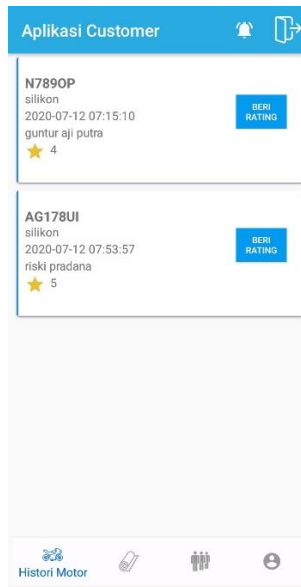 Aplikasi Customer
N789OP
silikon
2020-07-12 07:15:10
guntur aji putra
4
BERI
RATING
AG178UI
silikon
2020-07-12 07:53:57
riski pradana
5
BERI
RATING
Histori Motor